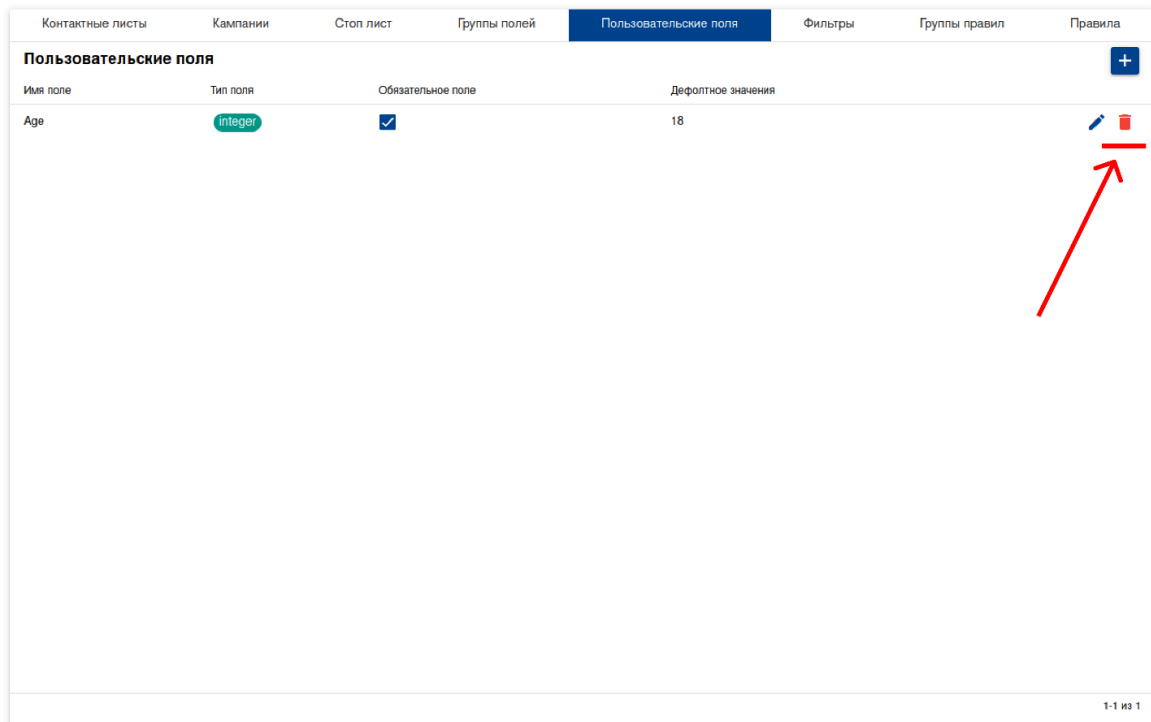 Контактные листы Кампании Стоп лист Группы полей Пользовательские поля Фильтры Группы правил Правила
Пользовательские поля
Имя поле Тип поля Обязательное поле Дефолтное значения
Age integer 18
1-1 из 1